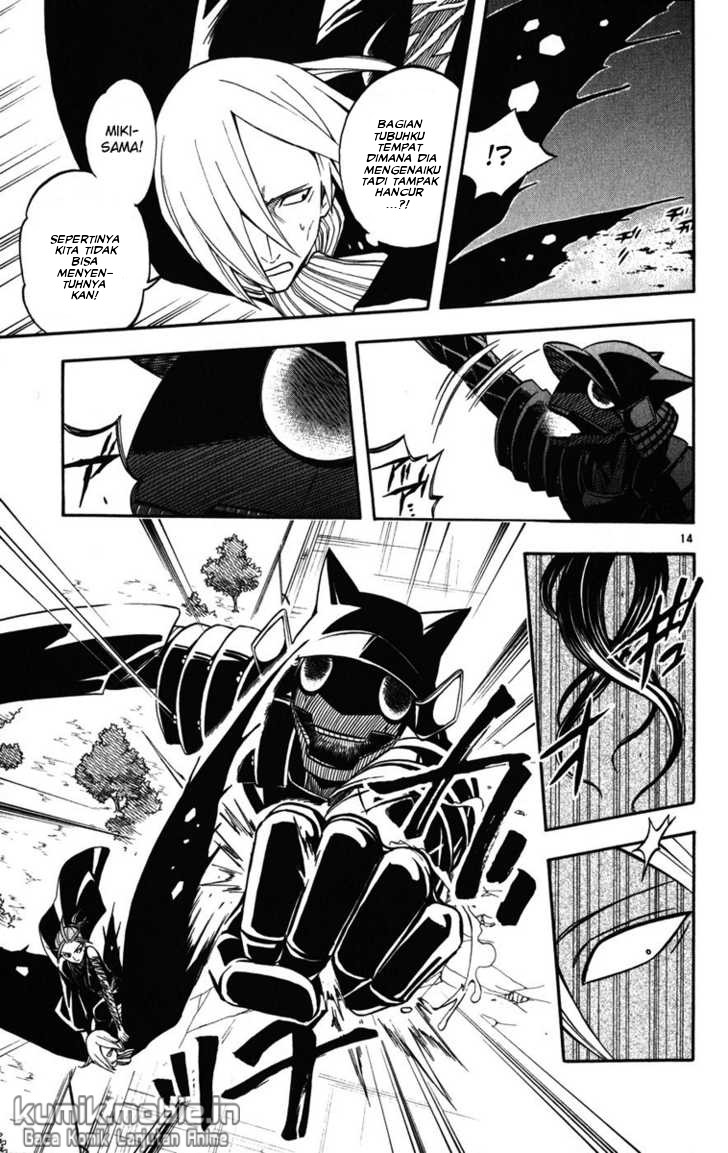 !?
BAGIAN
TUBUHKU
TEMPAT
DIMANA DIA
MENGENAIKU
TADI TAMPAK
HANCUR
...?!
MIKI-
SAMA!
SEPERTINYA
KITA TIDAK
BISA
MENYEN-
TUHNYA
KAN!
14
kumik.mobie.in
Baca Komik Lanjutan Anime